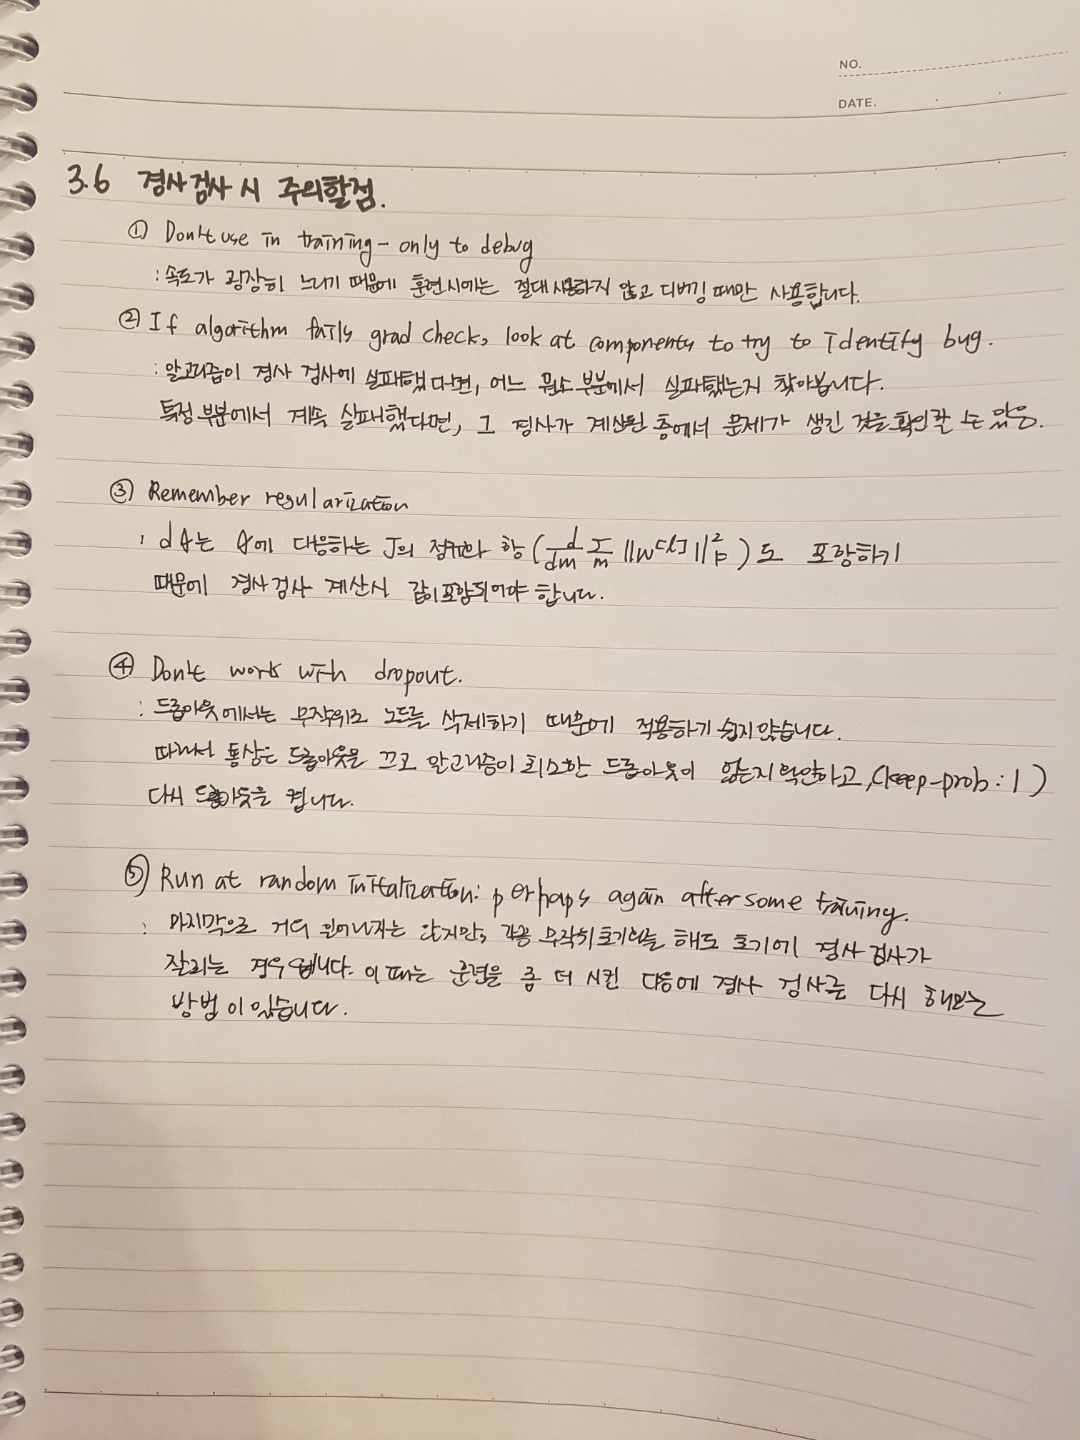 NO.
DATE.
3.6 경사검사 시 주의할점.
① Don't use in training - only to debug
: 속도가 굉장히 느리기 때문에 훈련시에는 절대 사용하지 않고 디버깅 때만 사용합니다.
② If algorithm fails grad check, look at components to try to identify bug.
: 알고리즘이 경사 검사에 실패했다면, 어느 원소 부분에서 실패했는지 찾아봅니다.
특정 부분에서 계속 실패했다면, 그 경사가 계산된 층에서 문제가 생긴 것을 확인할 수 있음.
③ Remember regularization
: dθ는 θ에 대응하는 J의 정규화 항 (d/dm Σ/m ||w^[l]||²_F) 도 포함하기
때문에 경사검사 계산시 같이 포함되어야 합니다.
④ Don't work with dropout.
: 드롭아웃에서는 무작위로 노드를 삭제하기 때문에 적용하기 쉽지 않습니다.
따라서 통상은 드롭아웃을 끄고 알고리즘이 최소한 드롭아웃이 없는지 확인하고, (keep-prob : 1)
다시 드롭아웃을 켭니다.
⑤ Run at random initialization: perhaps again after some training.
: 마지막으로 거의 일어나지는 않지만, 가끔 무작위 초기화를 해도 초기에 경사 검사가
잘되는 경우입니다. 이 때는 훈련을 좀 더 시킨 다음에 경사 검사를 다시 해보는
방법이 있습니다.